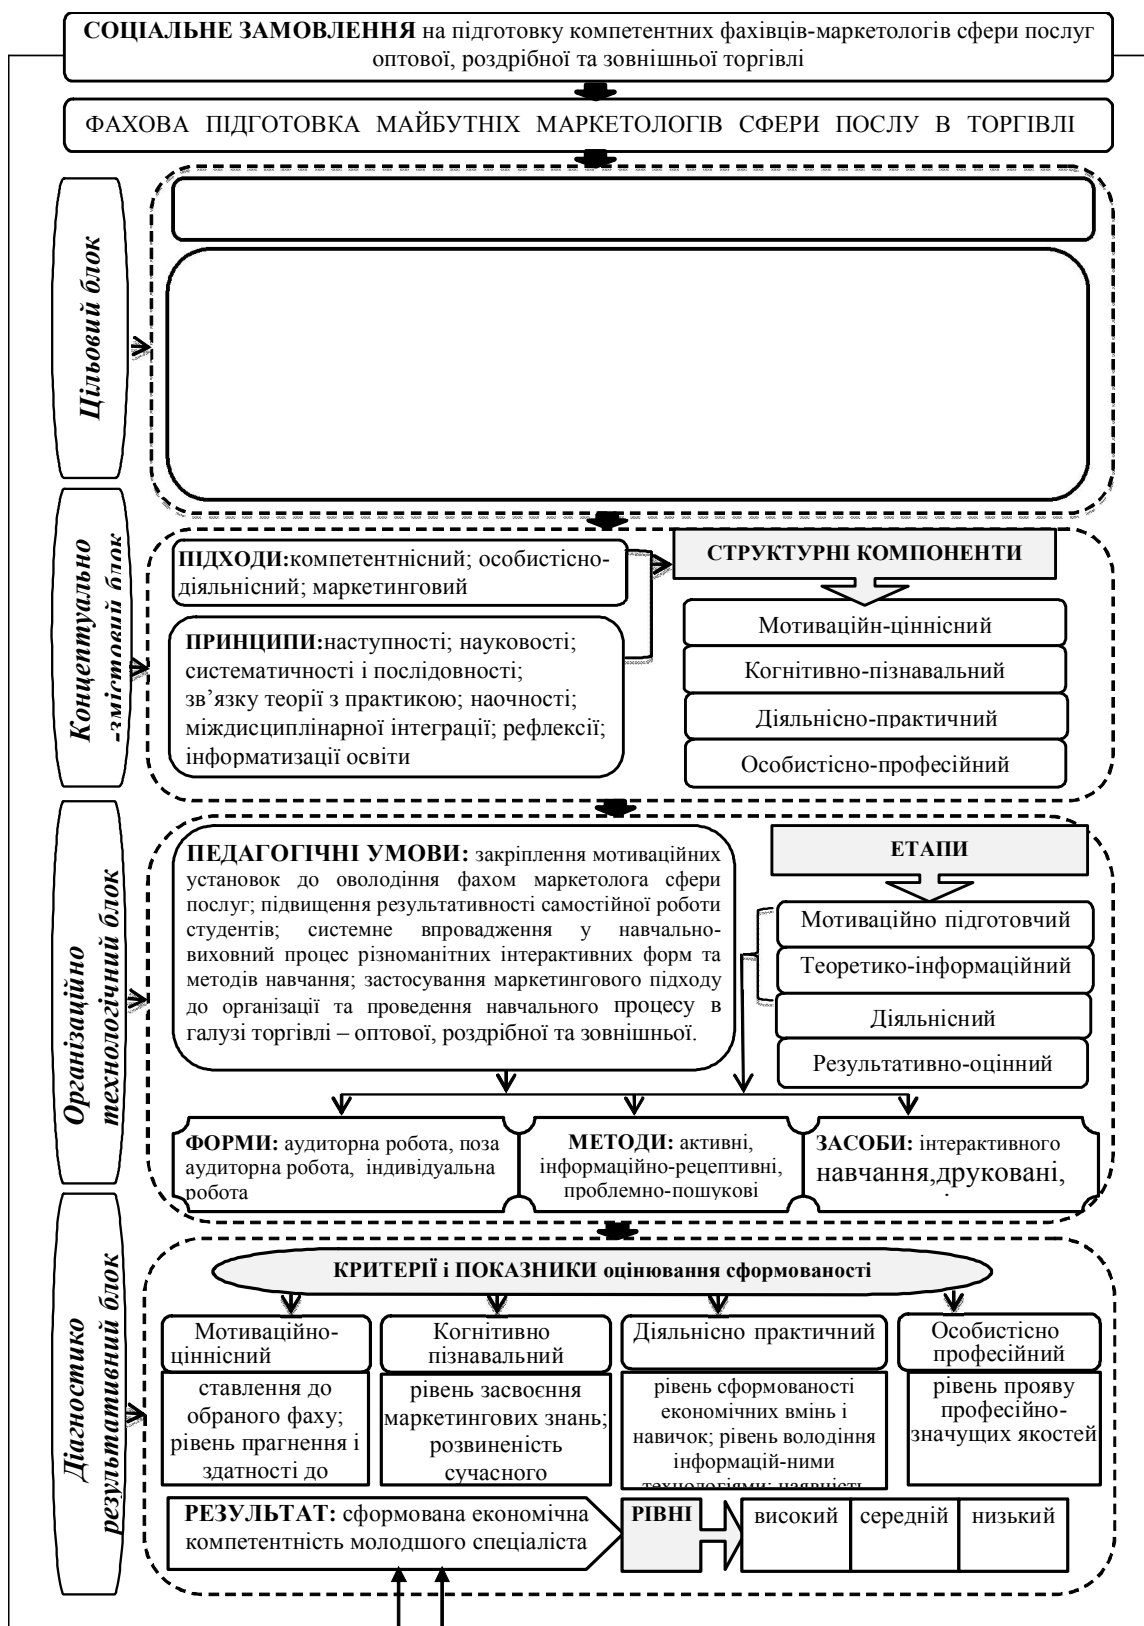 СОЦІАЛЬНЕ ЗАМОВЛЕННЯ на підготовку компетентних фахівців-маркетологів сфери послуг
оптової, роздрібної та зовнішньої торгівлі
ФАХОВА ПІДГОТОВКА МАЙБУТНІХ МАРКЕТОЛОГІВ СФЕРИ ПОСЛУ В ТОРГІВЛІ
Цільовий блок
Концептуально
-змістовий блок
ПІДХОДИ:компетентнісний; особистісно-
діяльнісний; маркетинговий
ПРИНЦИПИ:наступності; науковості;
систематичності і послідовності;
зв’язку теорії з практикою; наочності;
міждисциплінарної інтеграції; рефлексії;
інформатизації освіти
СТРУКТУРНІ КОМПОНЕНТИ
Мотиваційн-ціннісний
Когнітивно-пізнавальний
Діяльнісно-практичний
Особистісно-професійний
Організаційно
технологічний блок
ПЕДАГОГІЧНІ УМОВИ: закріплення мотиваційних
установок до оволодіння фахом маркетолога сфери
послуг; підвищення результативності самостійної роботи
студентів; системне впровадження у навчально-
виховний процес різноманітних інтерактивних форм та
методів навчання; застосування маркетингового підходу
до організації та проведення навчального процесу в
галузі торгівлі – оптової, роздрібної та зовнішньої.
ЕТАПИ
Мотиваційно підготовчий
Теоретико-інформаційний
Діяльнісний
Результативно-оцінний
ФОРМИ: аудиторна робота, поза
аудиторна робота, індивідуальна
робота
МЕТОДИ: активні,
інформаційно-рецептивні,
проблемно-пошукові
ЗАСОБИ: інтерактивного
навчання,друковані,
Діагностико
результативний блок
КРИТЕРІЇ і ПОКАЗНИКИ оцінювання сформованості
Мотиваційно-
ціннісний
ставлення до
обраного фаху;
рівень прагнення і
здатності до
Когнітивно
пізнавальний
рівень засвоєння
маркетингових знань;
розвиненість
сучасного
Діяльнісно практичний
рівень сформованості
економічних вмінь і
навичок; рівень володіння
інформацій-ними
технологіями; наявність
Особистісно
професійний
рівень прояву
професійно-
значущих якостей
РЕЗУЛЬТАТ: сформована економічна
компетентність молодшого спеціаліста
РІВНІ
високий
середній
низький